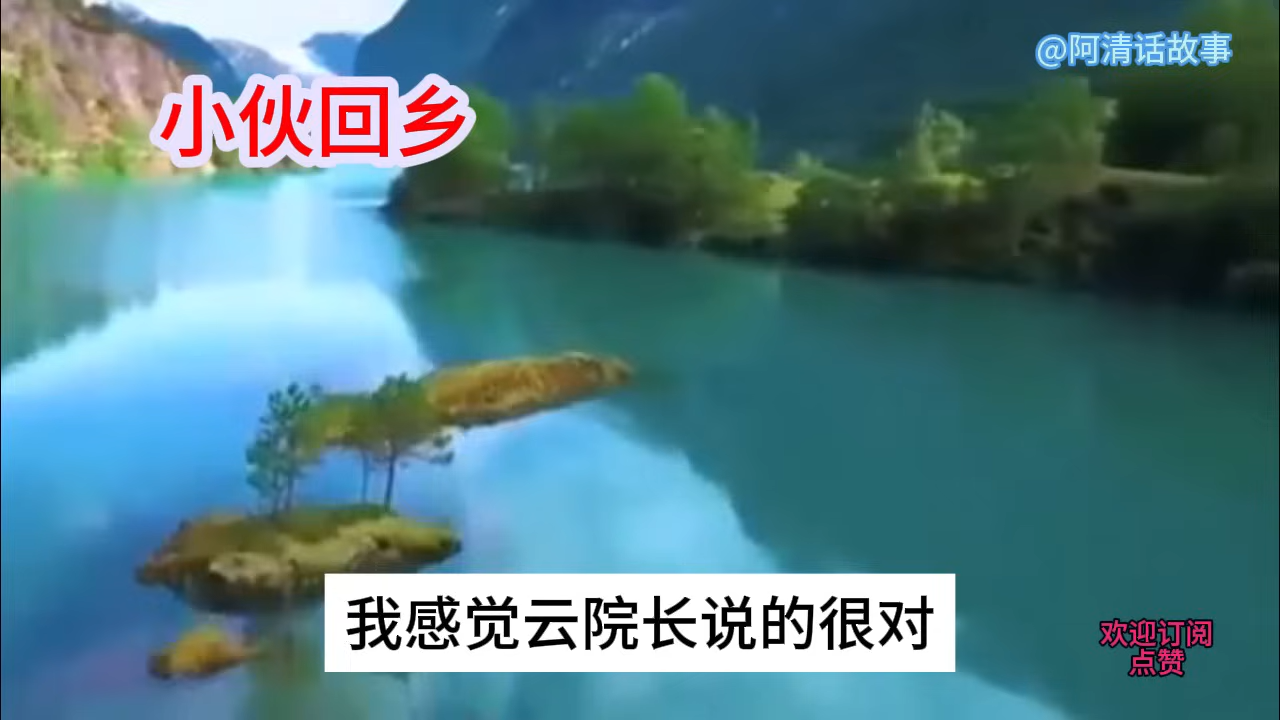 @阿清话故事
小伙回乡
我感觉云院长说的很对
欢迎订阅
点赞